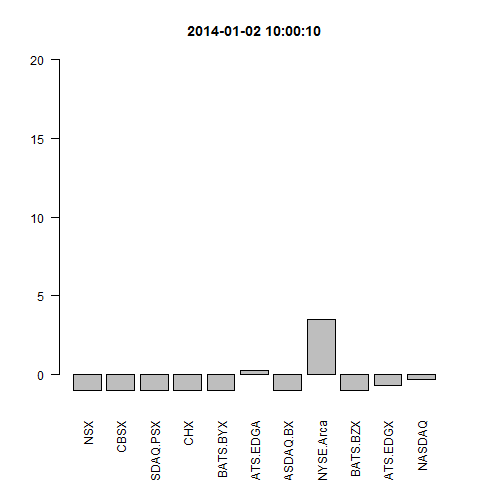 2014-01-02 10:00:10
20
15
10
5
0
NSX
CBSX
SDAQ.PSX
CHX
BATS.BYX
ATS.EDGA
ASDAQ.BX
NYSE.Arca
BATS.BZX
ATS.EDGX
NASDAQ